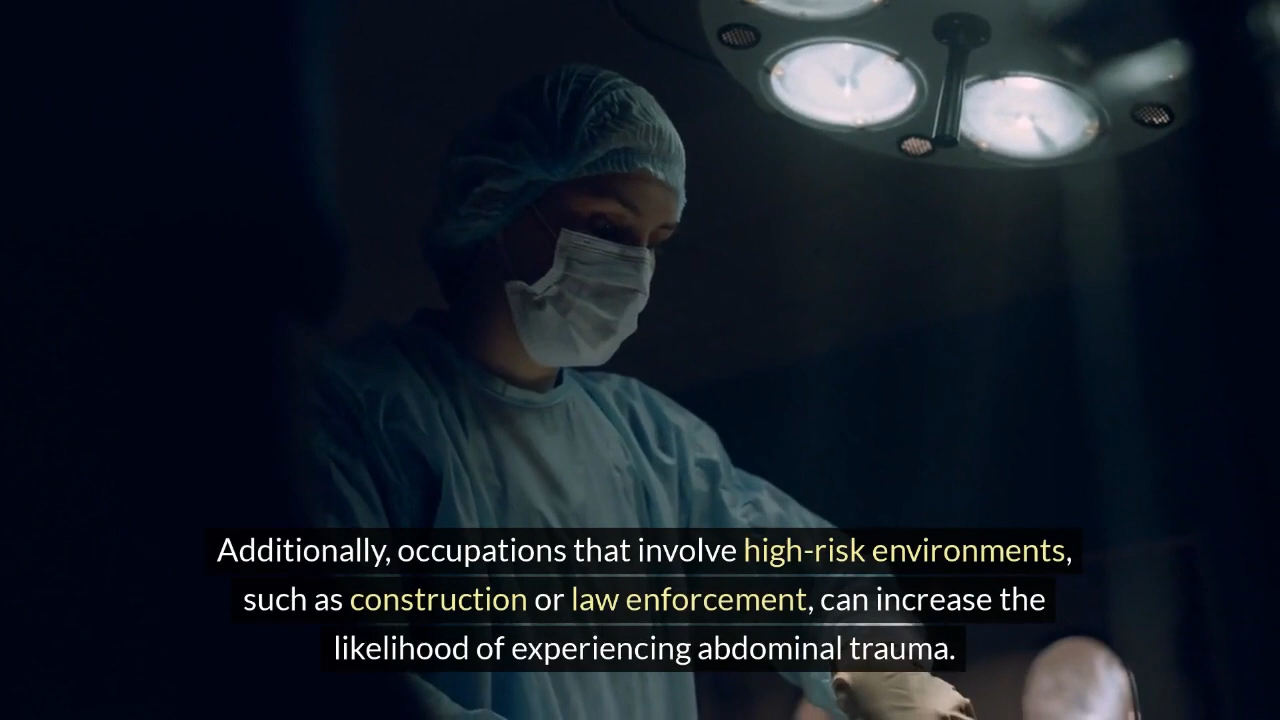 Additionally, occupations that involve high-risk environments,
such as construction or law enforcement, can increase the
likelihood of experiencing abdominal trauma.